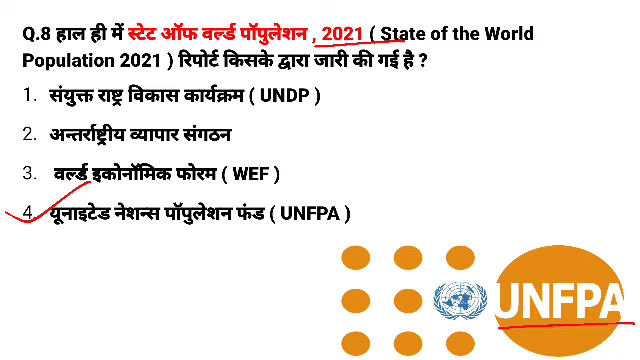 Q.8 हाल ही में स्टेट ऑफ वर्ल्ड पॉपुलेशन , 2021 ( State of the World
Population 2021 ) रिपोर्ट किसके द्वारा जारी की गई है ?
1. संयुक्त राष्ट्र विकास कार्यक्रम ( UNDP )
2. अन्तर्राष्ट्रीय व्यापार संगठन
3. वर्ल्ड इकोनॉमिक फोरम ( WEF )
4. यूनाइटेड नेशन्स पॉपुलेशन फंड ( UNFPA )
UNFPA